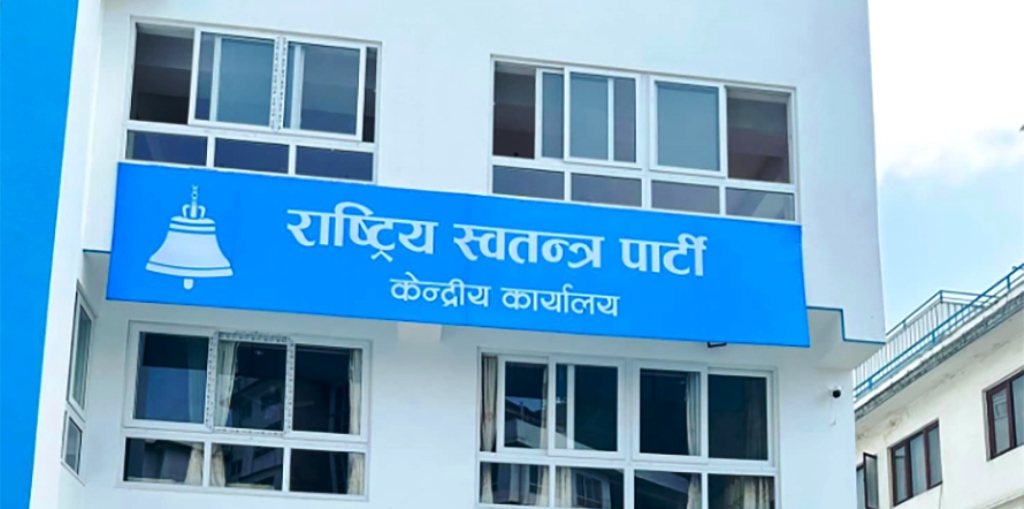 राष्ट्रिय स्वतन्त्र पार्टी
केन्द्रीय कार्यालय